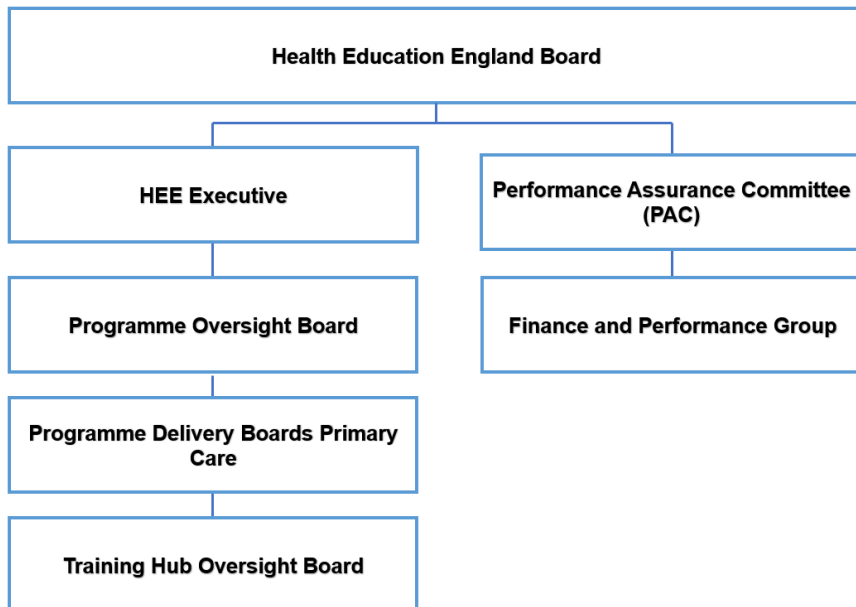 Health Education England Board
HEE Executive
Performance Assurance Committee
(PAC)
Programme Oversight Board
Finance and Performance Group
Programme Delivery Boards Primary
Care
Training Hub Oversight Board